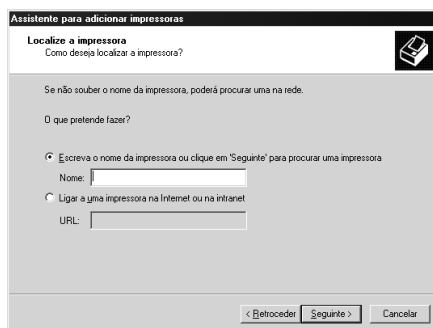 Assistente para adicionar impressoras
Localize a impressora
Como deseja localizar a impressora?
Se não souber o nome da impressora, poderá procurar uma na rede.
O que pretende fazer?
Escreva o nome da impressora ou clique em 'Seguinte' para procurar uma impressora
Nome:
Ligar a uma impressora na Internet ou na intranet
URL:
< Retroceder Seguinte > Cancelar